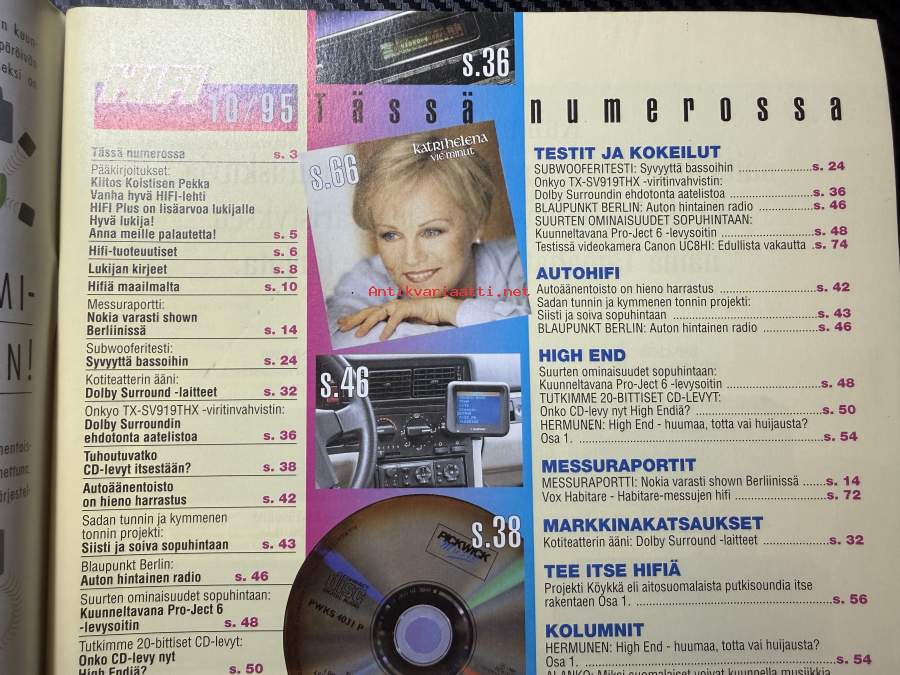 HIFI
10/95
Tässä numerossa
s.36
s.66
KATRI HELENA
VIE MINUT
s.46
s.38
PICKWICK
PWKS 4031 P
Antikvariaatti.net
Tässä numerossa s. 3
Pääkirjoitukset:
Kiitos Koistisen Pekka
Vanha hyvä HIFI-lehti
HIFI Plus on lisäarvoa lukijalle
Hyvä lukija!
Anna meille palautetta! s. 5
Hifi-tuoteuutiset s. 6
Lukijan kirjeet s. 8
Hifiä maailmalta s. 10
Messuraportti:
Nokia varasti shown
Berliinissä s. 14
Subwooferitesti:
Syvyyttä bassoihin s. 24
Kotiteatterin ääni:
Dolby Surround -laitteet s. 32
Onkyo TX-SV919THX -viritinvahvistin:
Dolby Surroundin
ehdotonta aatelistoa s. 36
Tuhoutuvatko
CD-levyt itsestään? s. 38
Autoäänentoisto
on hieno harrastus s. 42
Sadan tunnin ja kymmenen
tonnin projekti:
Siisti ja soiva sopuhintaan s. 43
Blaupunkt Berlin:
Auton hintainen radio s. 46
Suurten ominaisuudet sopuhintaan:
Kuunneltavana Pro-Ject 6
-levysoitin s. 48
Tutkimme 20-bittiset CD-levyt:
Onko CD-levy nyt
High Endiä? s. 50
TESTIT JA KOKEILUT
SUBWOOFERITESTI: Syvyyttä bassoihin s. 24
Onkyo TX-SV919THX -viritinvahvistin:
Dolby Surroundin ehdotonta aatelistoa s. 36
BLAUPUNKT BERLIN: Auton hintainen radio s. 46
SUURTEN OMINAISUUDET SOPUHINTAAN:
Kuunneltavana Pro-Ject 6 -levysoitin s. 48
Testissä videokamera Canon UC8HI: Edullista vakautta s. 74
AUTOHIFI
Autoäänentoisto on hieno harrastus s. 42
Sadan tunnin ja kymmenen tonnin projekti:
Siisti ja soiva sopuhintaan s. 43
BLAUPUNKT BERLIN: Auton hintainen radio s. 46
HIGH END
Suurten ominaisuudet sopuhintaan:
Kuunneltavana Pro-Ject 6 -levysoitin s. 48
TUTKIMME 20-BITTISET CD-LEVYT:
Onko CD-levy nyt High Endiä? s. 50
HERMUNEN: High End - huumaa, totta vai huijausta?
Osa 1. s. 54
MESSURAPORTIT
MESSURAPORTTI: Nokia varasti shown Berliinissä s. 14
Vox Habitare - Habitare-messujen hifi s. 72
MARKKINAKATSAUKSET
Kotiteatterin ääni: Dolby Surround -laitteet s. 32
TEE ITSE HIFIÄ
Projekti Köykkä eli aitosuomalaista putkisoundia itse
rakentaen Osa 1. s. 56
KOLUMNIT
HERMUNEN: High End - huumaa, totta vai huijausta?
Osa 1. s. 54
ALANKO: Miksi suomalaiset voivat kuunnella musiikkia